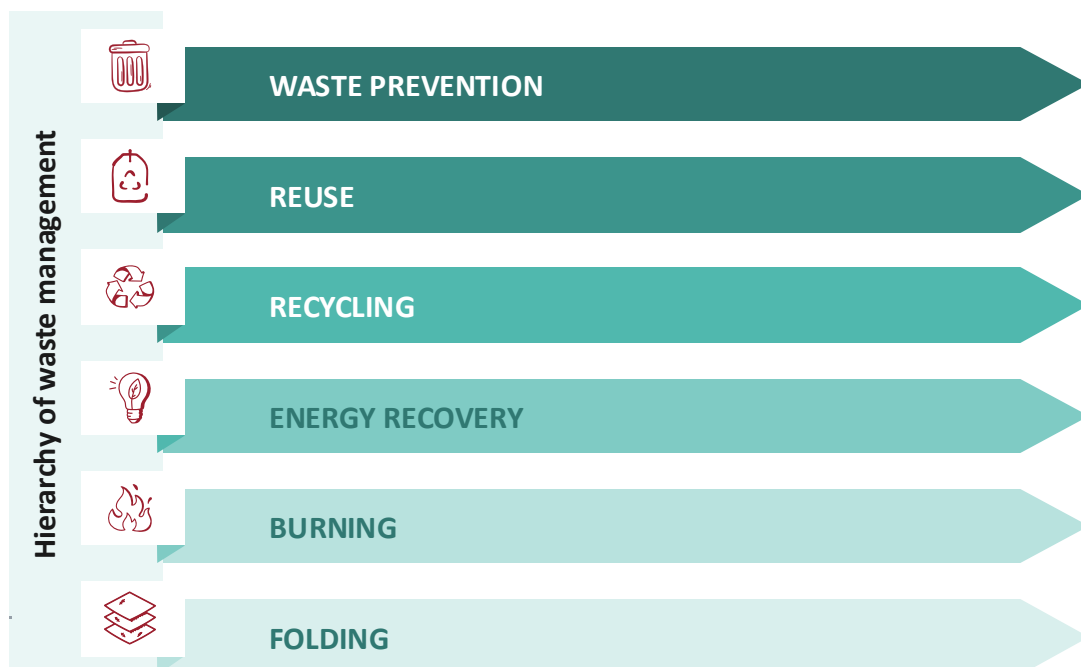 Hierarchy of waste management
WASTE PREVENTION
REUSE
RECYCLING
ENERGY RECOVERY
BURNING
FOLDING